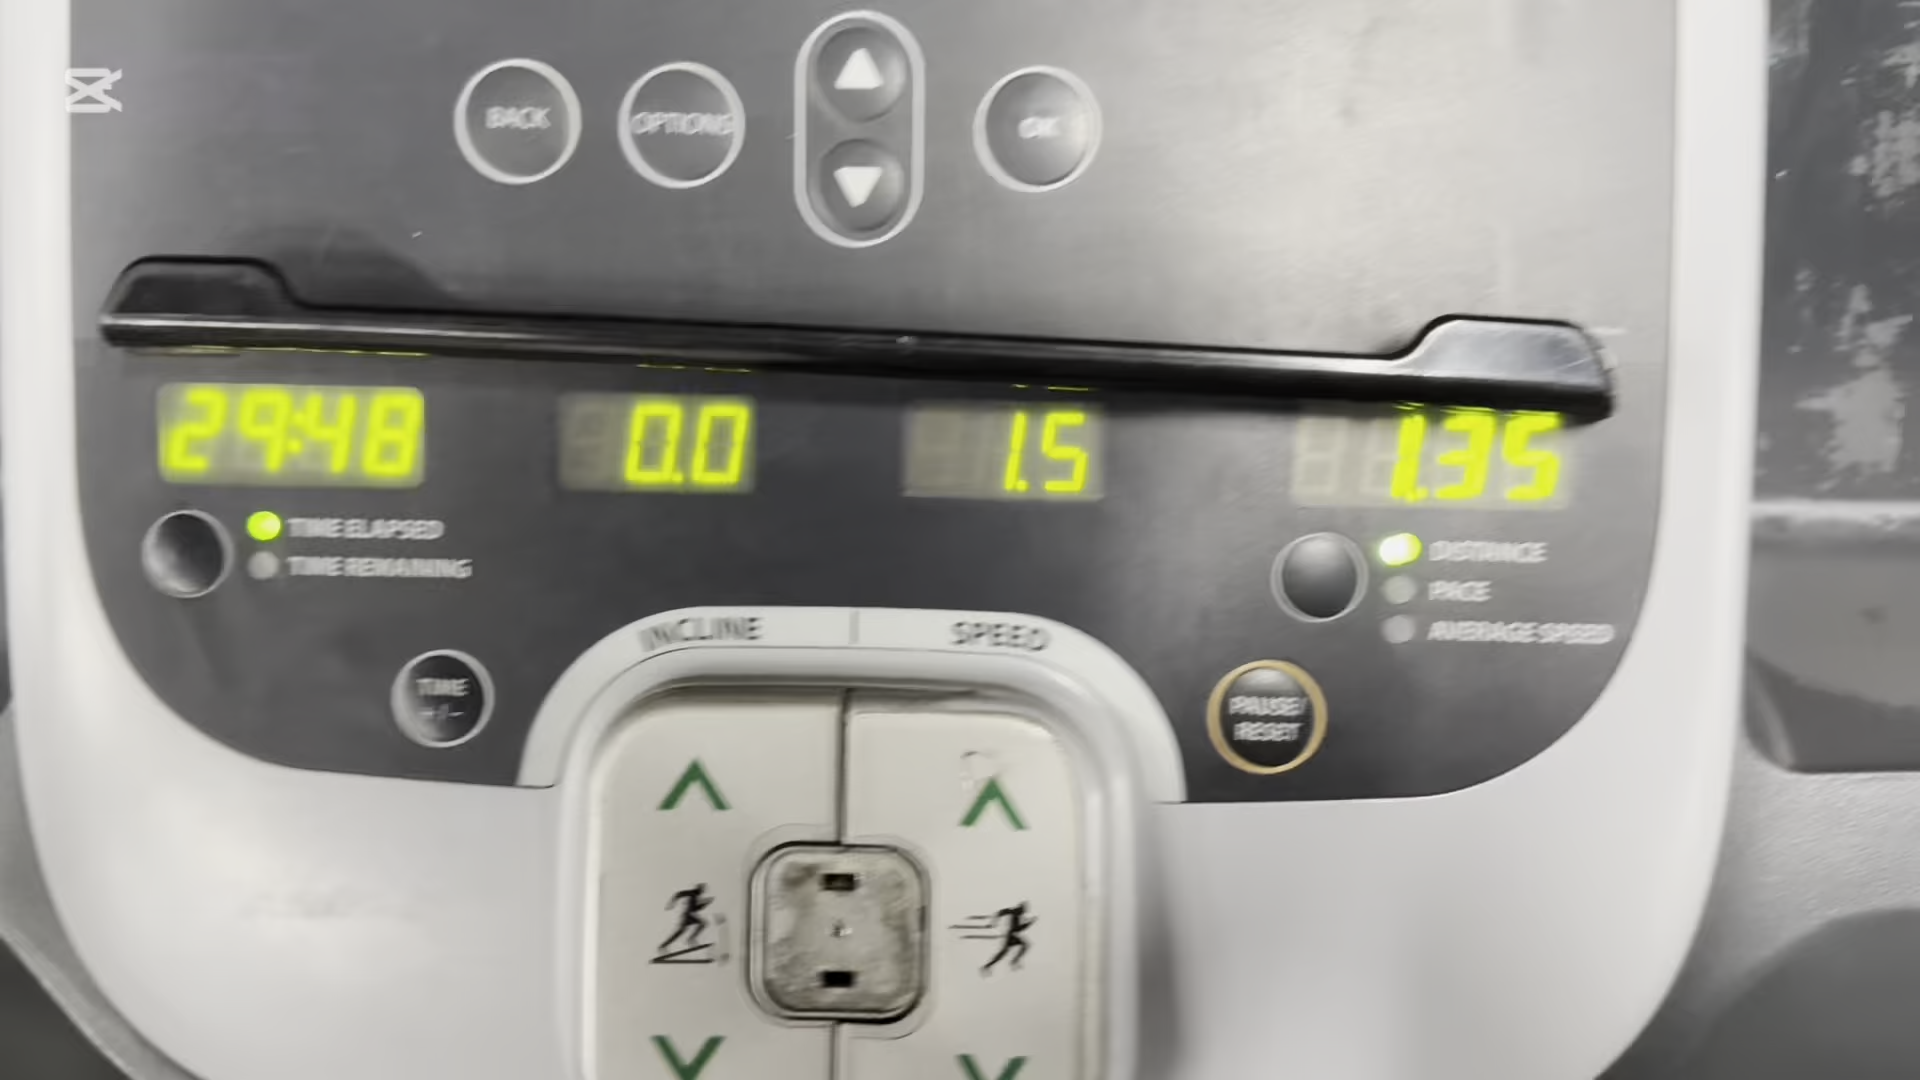 BACK
OPTIONS
OK
29:48
0.0
1.5
1.35
TIME ELAPSED
TIME REMAINING
DISTANCE
PACE
AVERAGE SPEED
INCLINE
SPEED
TIME
+/-
PAUSE/
RESET